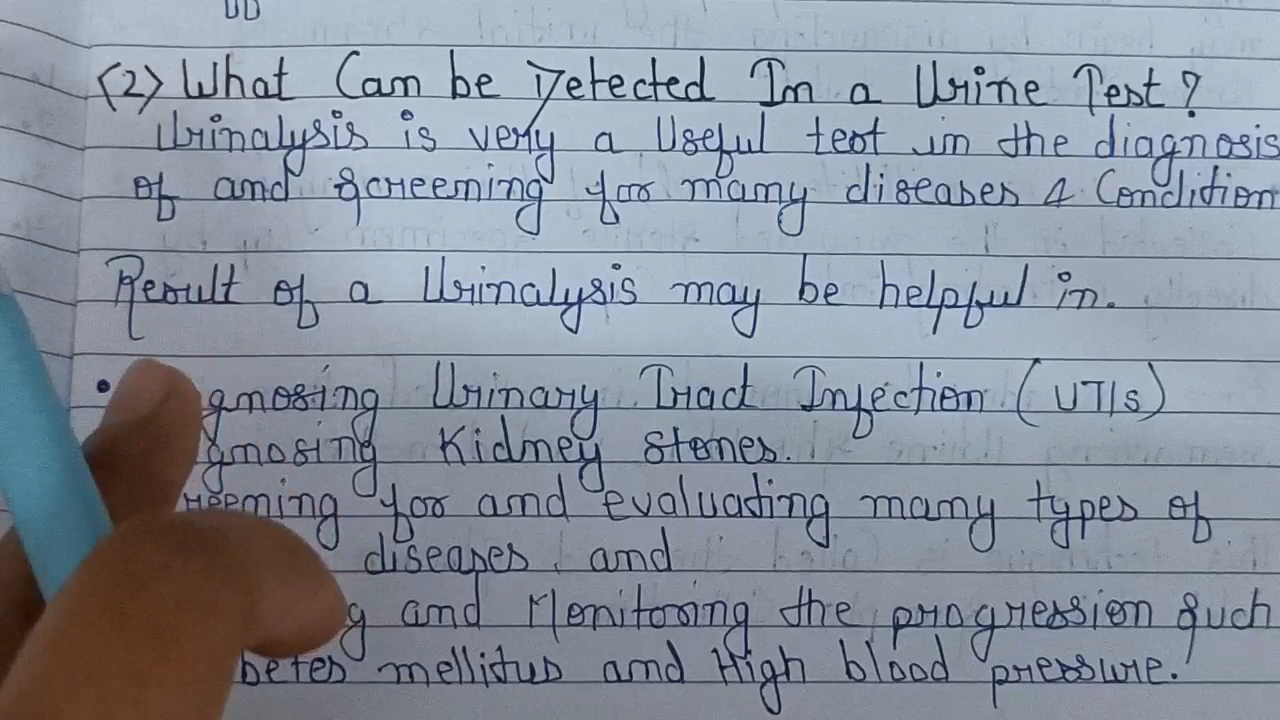 (2) What Can be Detected In a Urine Test?
Urinalysis is very a Useful test in the diagnosis
of and screening for many diseases & Condition
Result of a Urinalysis may be helpful in.
• gnosing Urinary Tract Infection (UTIs)
gnosing Kidney Stones.
reening for and evaluating many types of
diseases and
g and Monitoring the progression such
betes mellitus and High blood pressure.